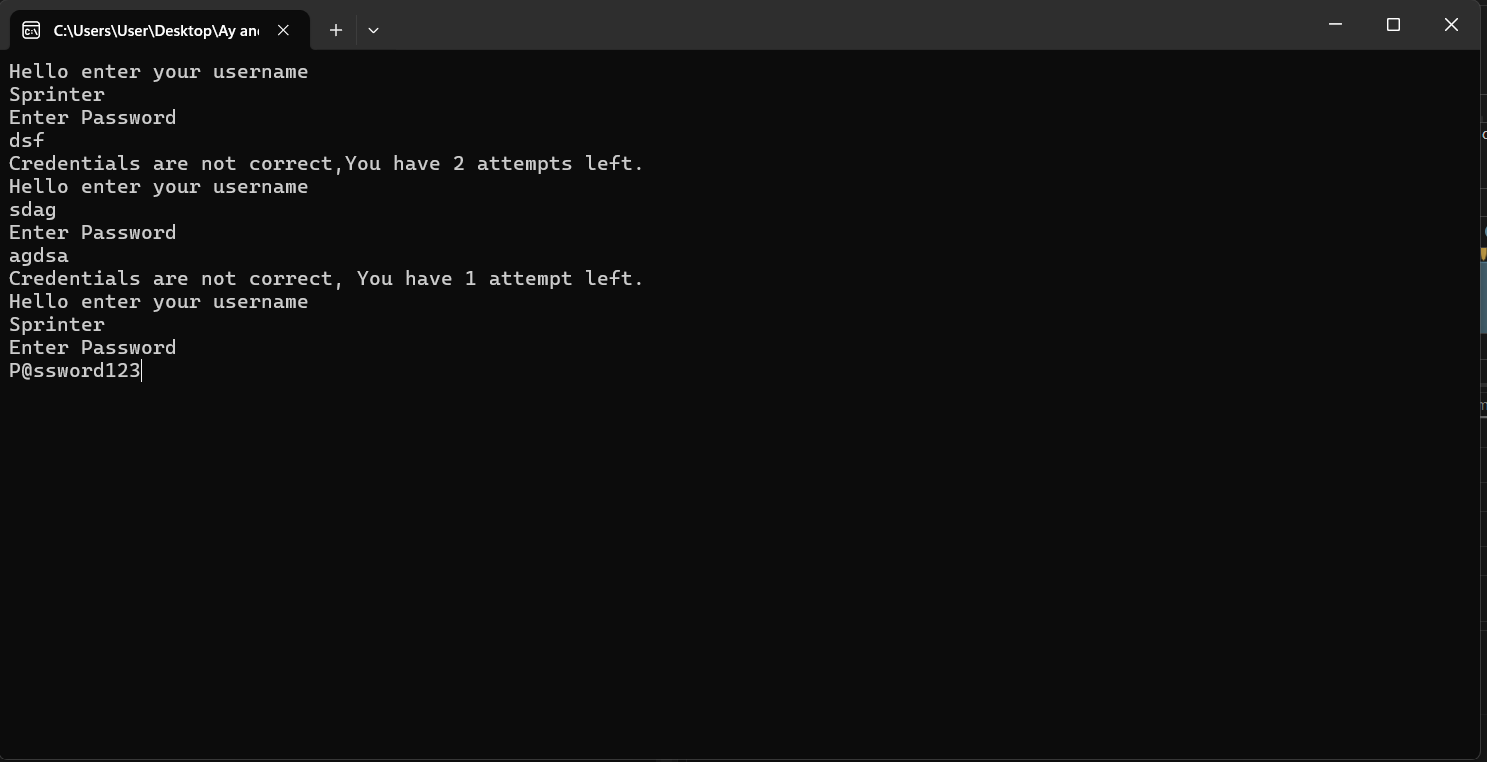 C:\Users\User\Desktop\Ay an
Hello enter your username
Sprinter
Enter Password
dsf
Credentials are not correct,You have 2 attempts left.
Hello enter your username
sdag
Enter Password
agdsa
Credentials are not correct, You have 1 attempt left.
Hello enter your username
Sprinter
Enter Password
P@ssword123